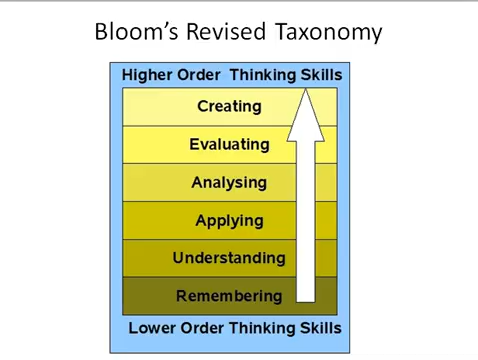 Bloom's Revised Taxonomy
Higher Order Thinking Skills
Creating
Evaluating
Analysing
Applying
Understanding
Remembering
Lower Order Thinking Skills